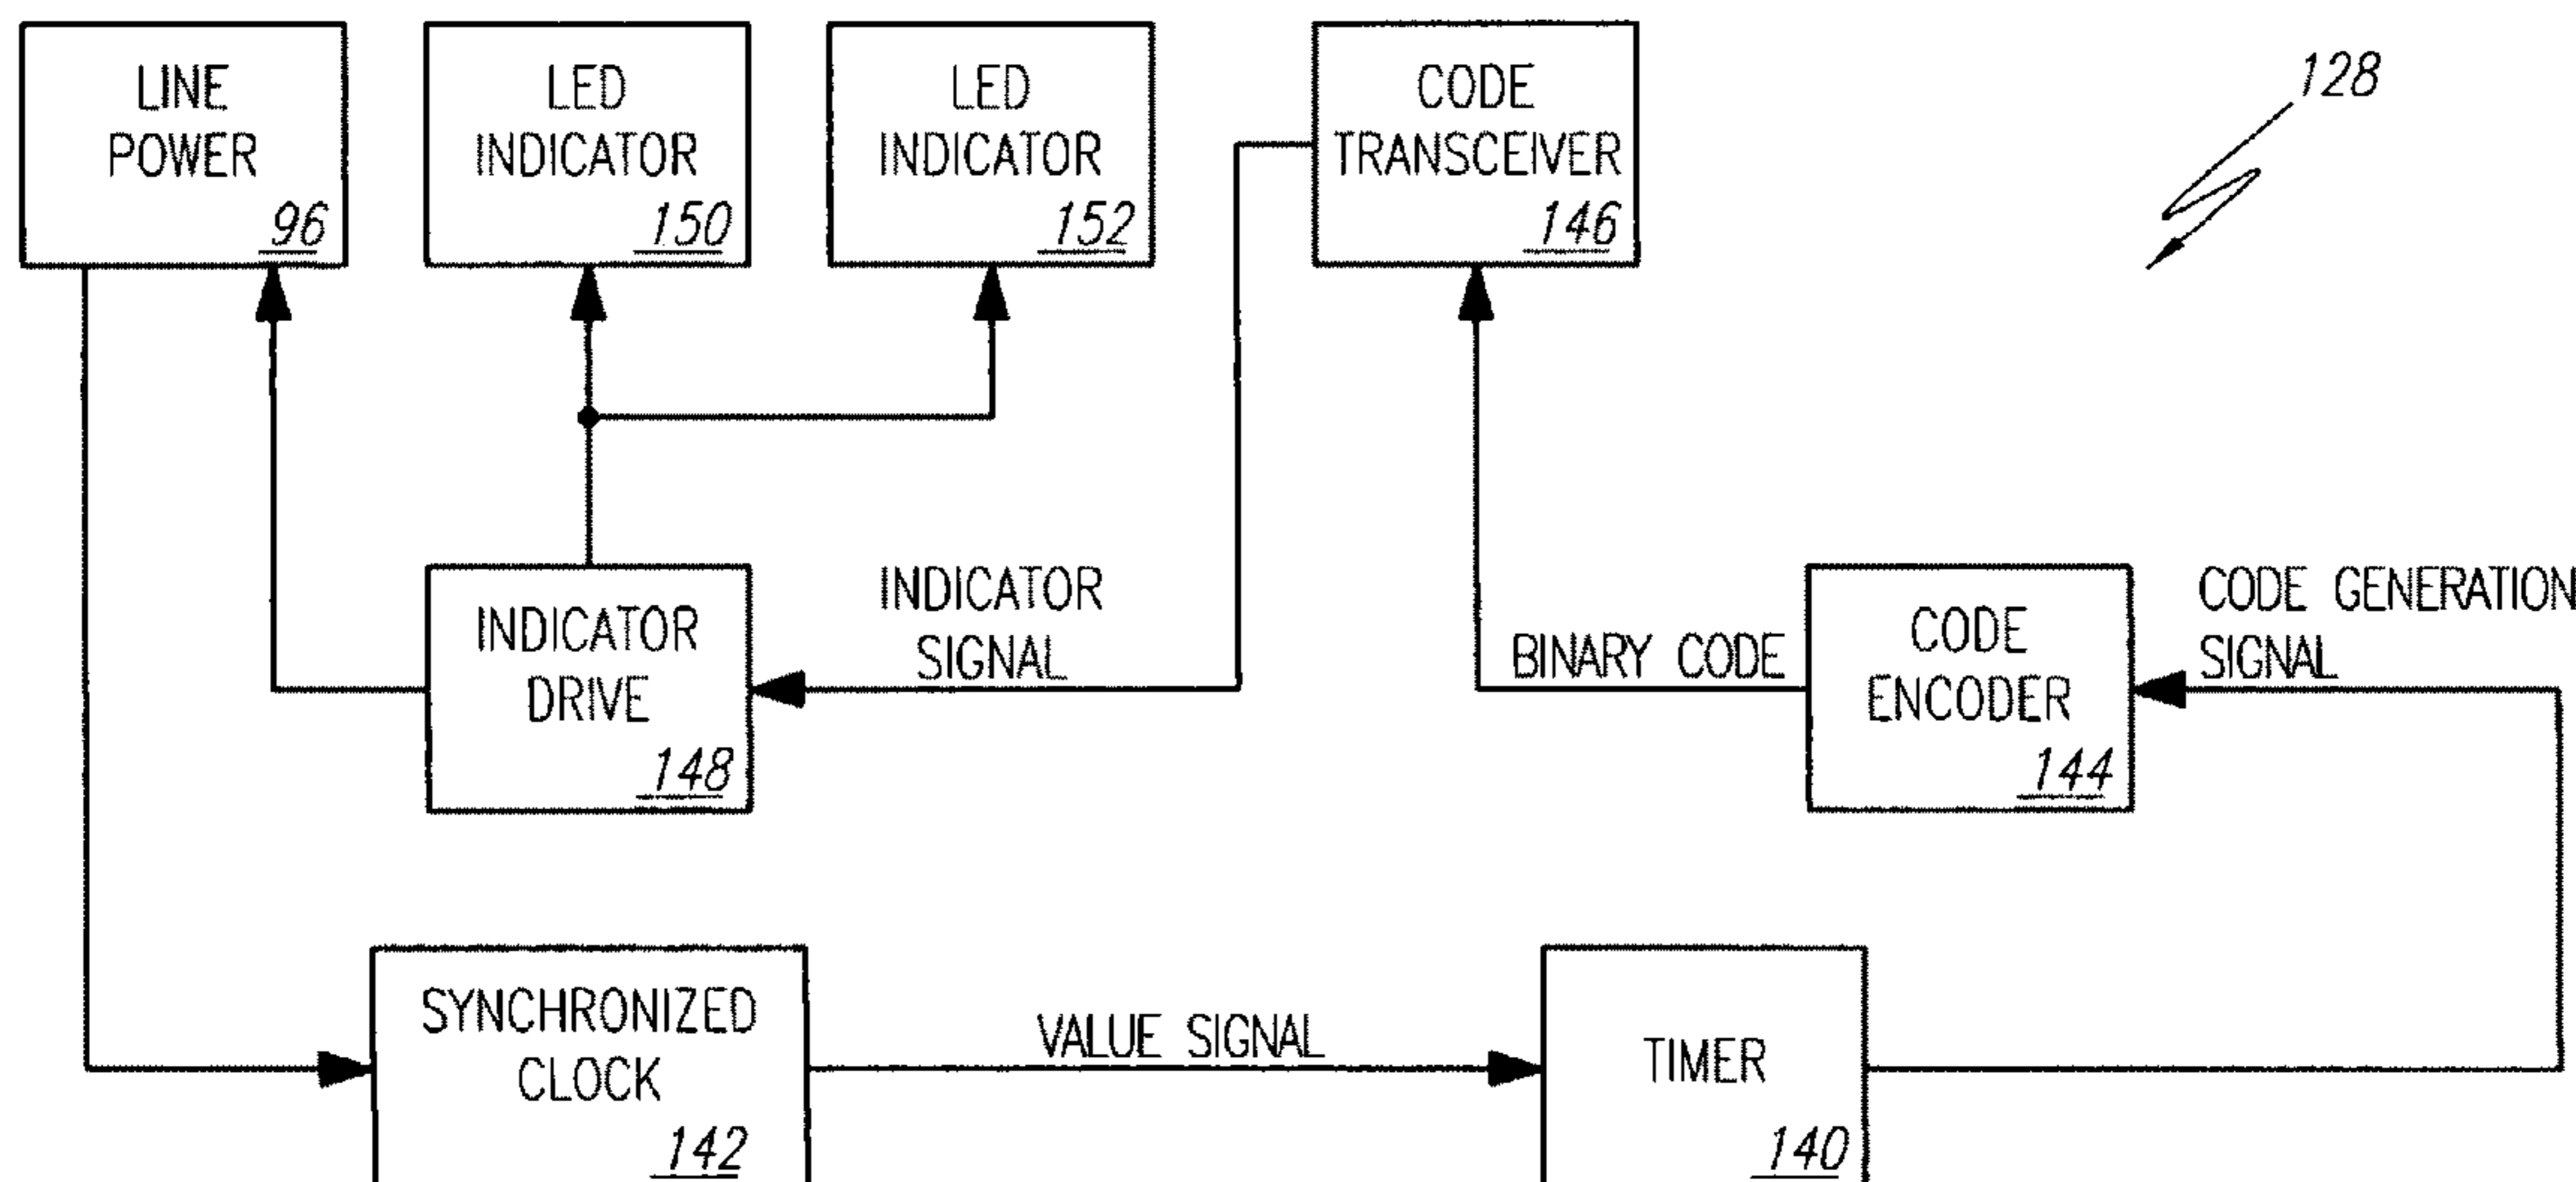 LINE
POWER
96
LED
INDICATOR
150
LED
INDICATOR
152
CODE
TRANSCEIVER
146
128
INDICATOR
DRIVE
148
INDICATOR
SIGNAL
BINARY CODE
CODE
ENCODER
144
CODE GENERATION
SIGNAL
SYNCHRONIZED
CLOCK
142
VALUE SIGNAL
TIMER
140